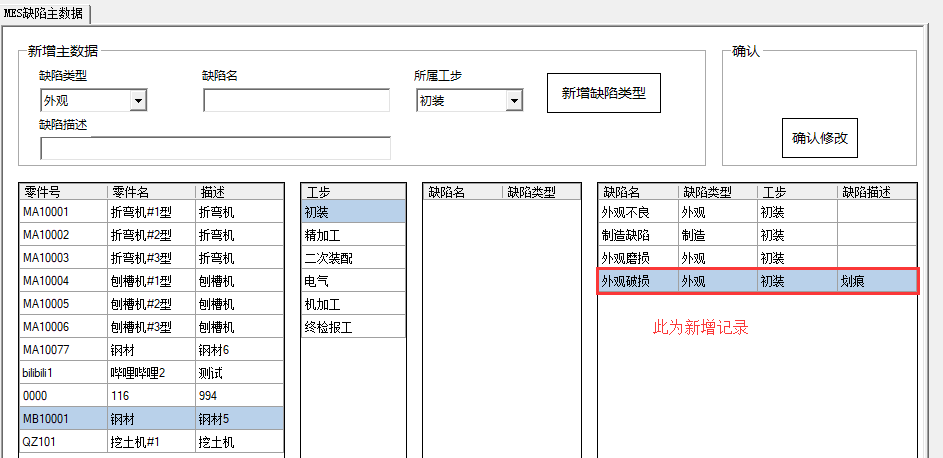 MES缺陷主数据
新增主数据
确认
缺陷类型 缺陷名 所属工步
外观 初装 新增缺陷类型
缺陷描述
确认修改
零件号 零件名 描述 工步 缺陷名 缺陷类型 缺陷名 缺陷类型 工步 缺陷描述
MA10001 折弯机#1型 折弯机 初装 外观不良 外观 初装
MA10002 折弯机#2型 折弯机 精加工 制造缺陷 制造 初装
MA10003 折弯机#3型 折弯机 二次装配 外观磨损 外观 初装
MA10004 刨槽机#1型 刨槽机 电气 外观破损 外观 初装 划痕
MA10005 刨槽机#2型 刨槽机 机加工
MA10006 刨槽机#3型 刨槽机 终检报工 此为新增记录
MA10077 钢材 钢材6
bilibili1 哔哩哔哩2 测试
0000 116 994
MB10001 钢材 钢材5
QZ101 挖土机#1 挖土机